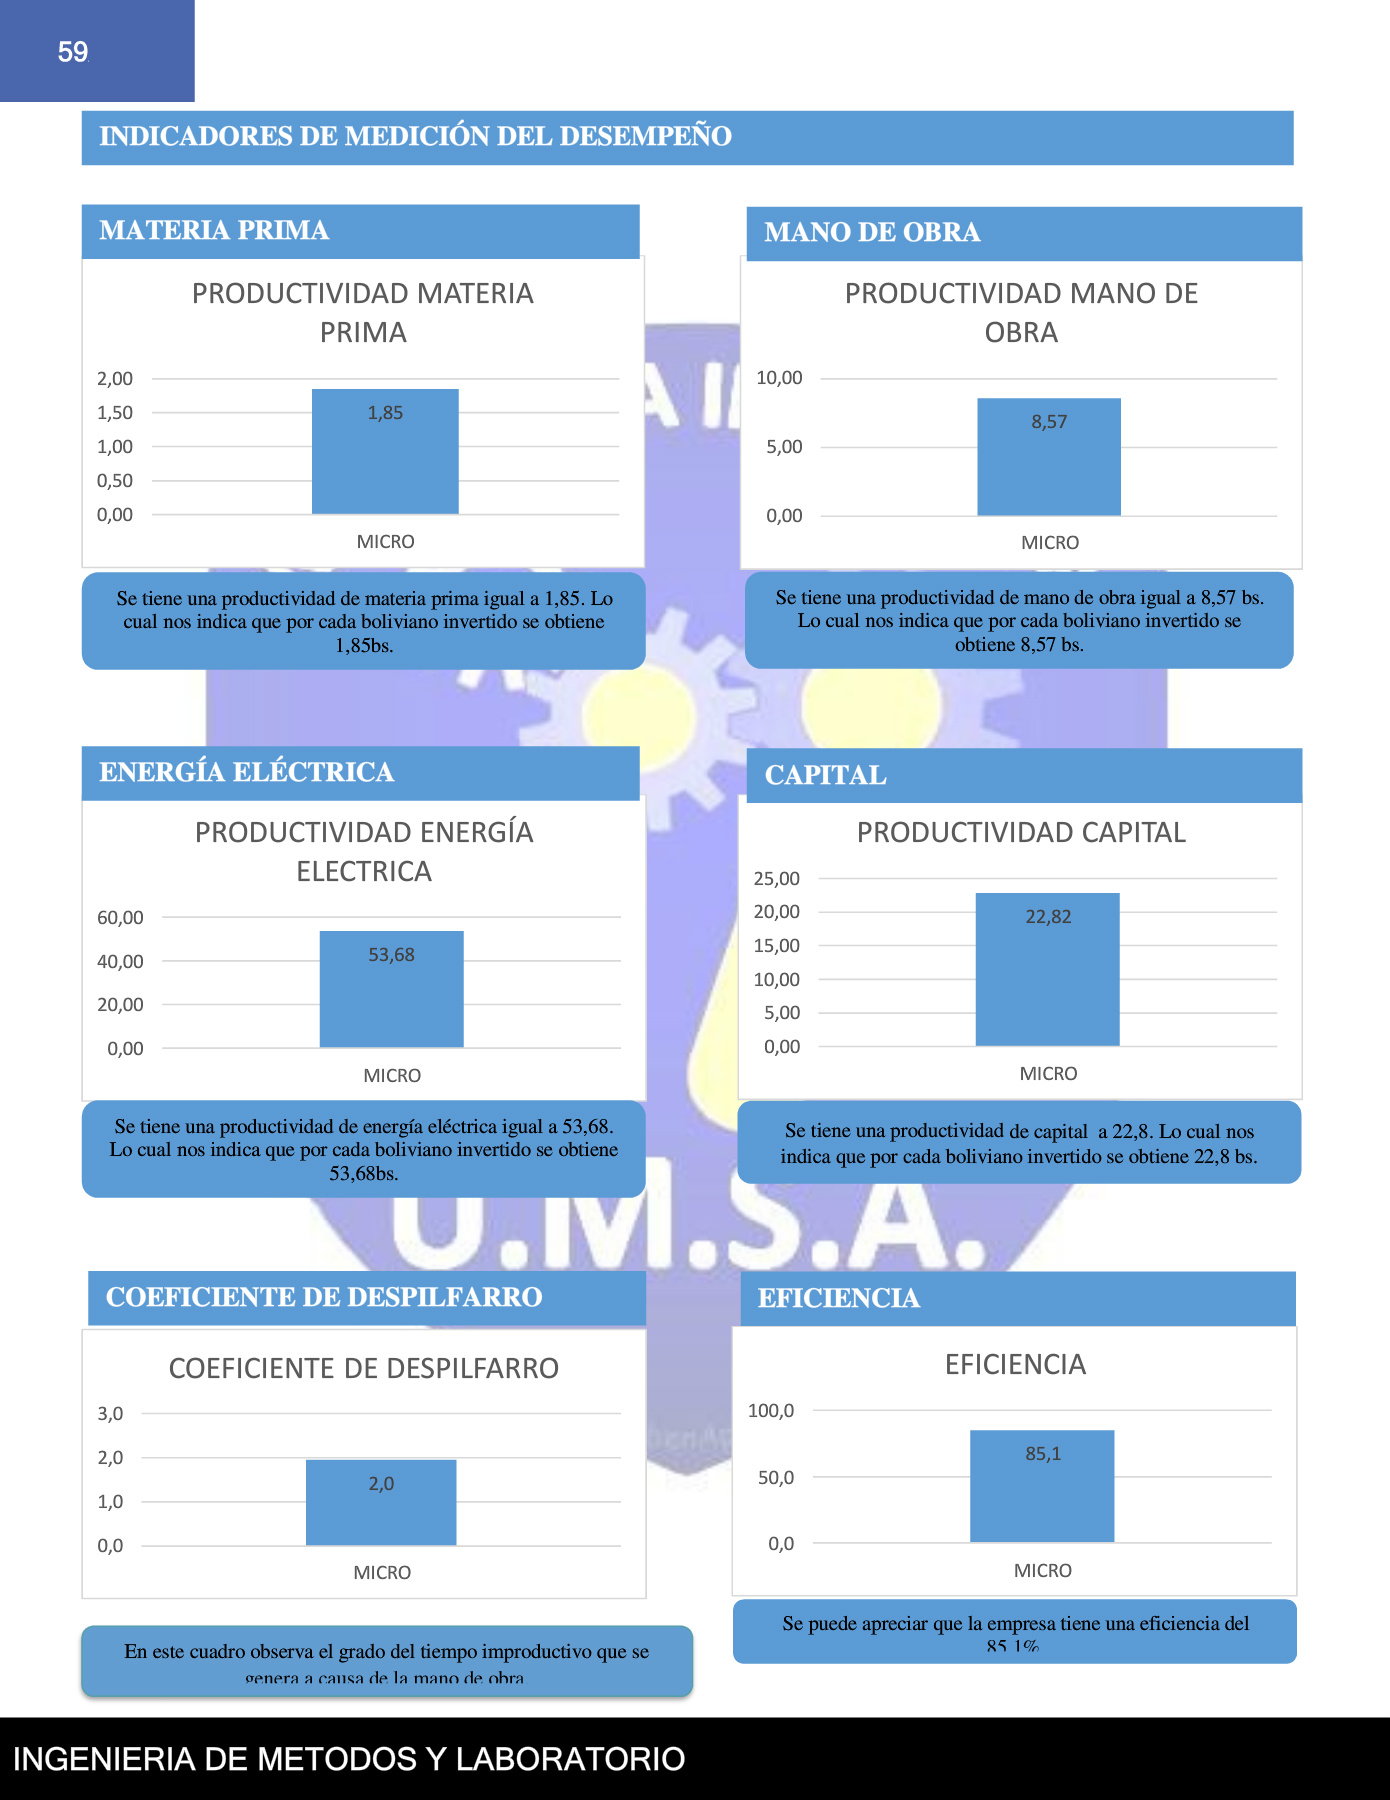 59
INDICADORES DE MEDICIÓN DEL DESEMPEÑO
MATERIA PRIMA
PRODUCTIVIDAD MATERIA
PRIMA
2,00
1,50
1,00
0,50
0,00
1,85
MICRO
Se tiene una productividad de materia prima igual a 1,85. Lo
cual nos indica que por cada boliviano invertido se obtiene
1,85bs.
MANO DE OBRA
PRODUCTIVIDAD MANO DE
OBRA
10,00
5,00
0,00
8,57
MICRO
Se tiene una productividad de mano de obra igual a 8,57 bs.
Lo cual nos indica que por cada boliviano invertido se
obtiene 8,57 bs.
ENERGÍA ELÉCTRICA
PRODUCTIVIDAD ENERGÍA
ELECTRICA
60,00
40,00
20,00
0,00
53,68
MICRO
Se tiene una productividad de energía eléctrica igual a 53,68.
Lo cual nos indica que por cada boliviano invertido se obtiene
53,68bs.
CAPITAL
PRODUCTIVIDAD CAPITAL
25,00
20,00
15,00
10,00
5,00
0,00
22,82
MICRO
Se tiene una productividad de capital a 22,8. Lo cual nos
indica que por cada boliviano invertido se obtiene 22,8 bs.
U.M.S.A.
COEFICIENTE DE DESPILFARRO
COEFICIENTE DE DESPILFARRO
3,0
2,0
1,0
0,0
2,0
MICRO
En este cuadro observa el grado del tiempo improductivo que se
genera a causa de la mano de obra
EFICIENCIA
EFICIENCIA
100,0
50,0
0,0
85,1
MICRO
Se puede apreciar que la empresa tiene una eficiencia del
85,1%
INGENIERIA DE METODOS Y LABORATORIO